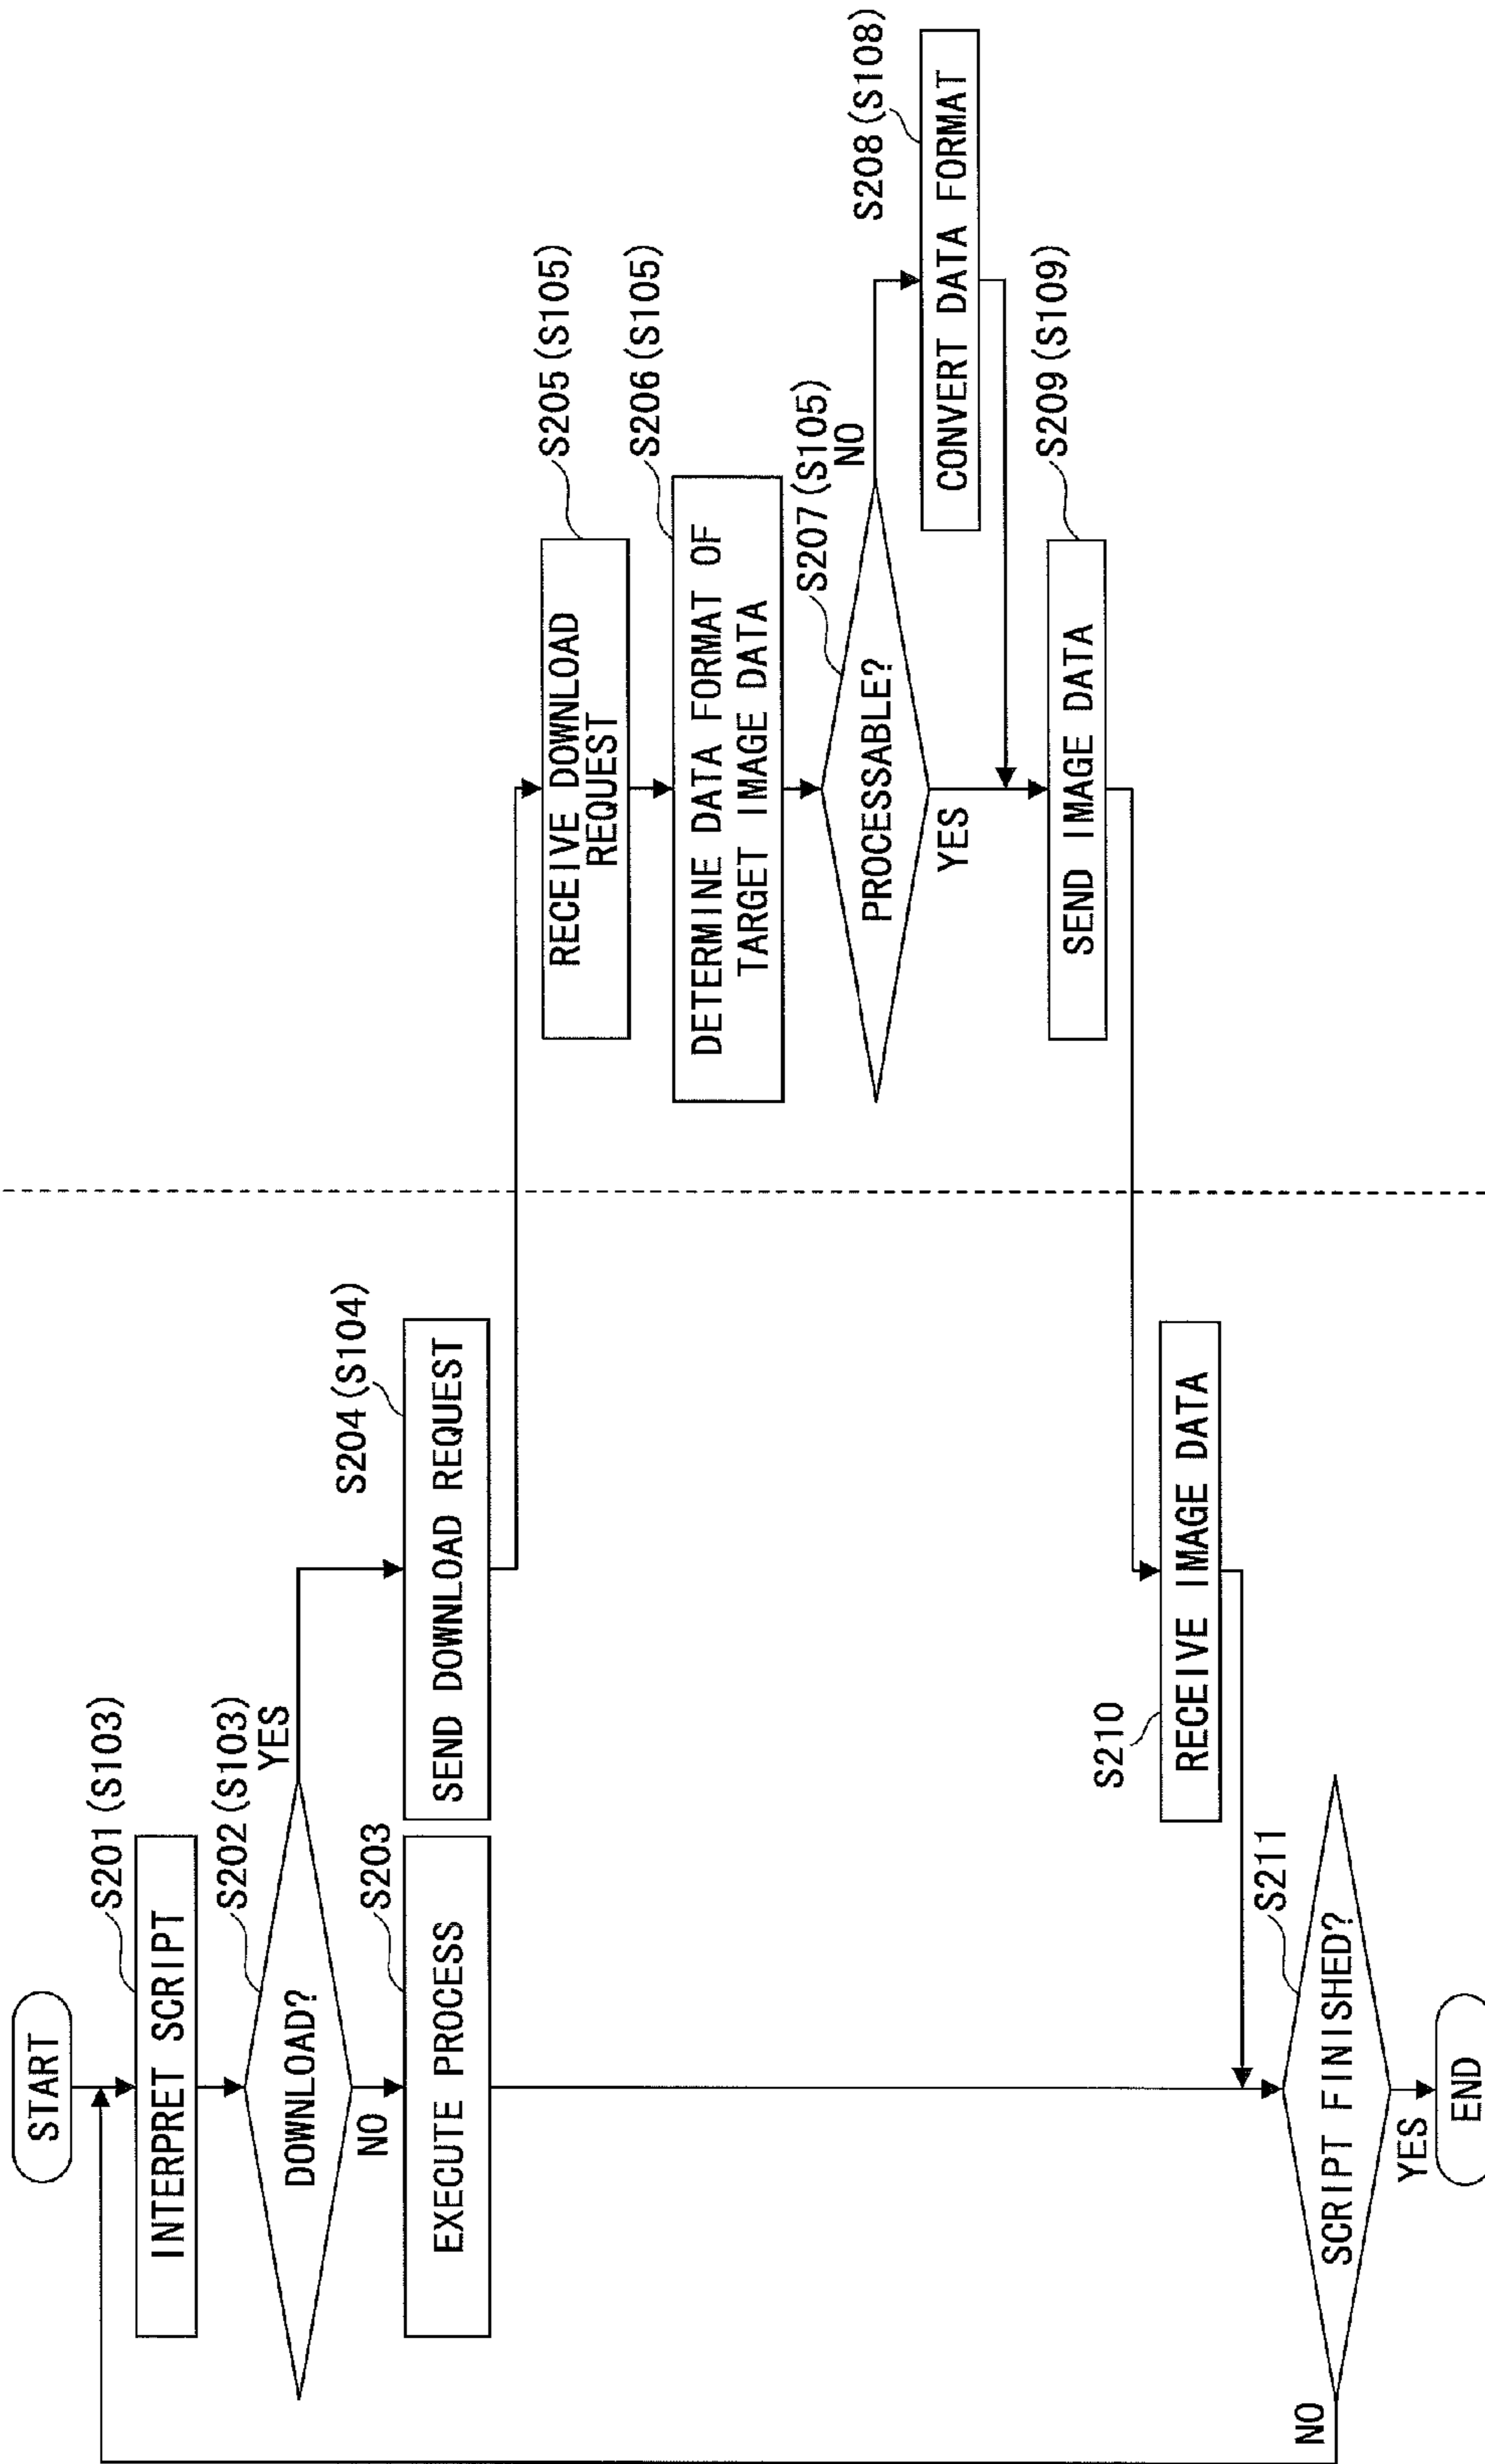 START
S201(S103)
INTERPRET SCRIPT
S202(S103)
YES
DOWNLOAD?
NO
S203
EXECUTE PROCESS
S204(S104)
SEND DOWNLOAD REQUEST
S205(S105)
RECEIVE DOWNLOAD
REQUEST
S206(S105)
DETERMINE DATA FORMAT OF
TARGET IMAGE DATA
S207(S105)
NO
PROCESSABLE?
YES
S208(S108)
CONVERT DATA FORMAT
S209(S109)
SEND IMAGE DATA
S210
RECEIVE IMAGE DATA
S211
SCRIPT FINISHED?
NO
YES
END